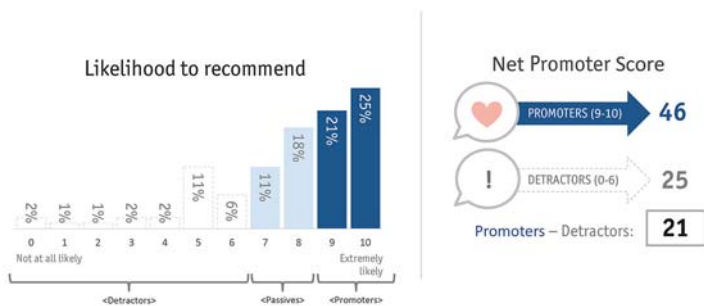 Likelihood to recommend
2%
1%
1%
2%
2%
11%
6%
11%
18%
21%
25%
0 1 2 3 4 5 6 7 8 9 10
Not at all likely
Extremely
likely
<Detractors> <Passives> <Promoters>
Net Promoter Score
PROMOTERS (9-10) 46
! DETRACTORS (0-6) 25
Promoters – Detractors: 21